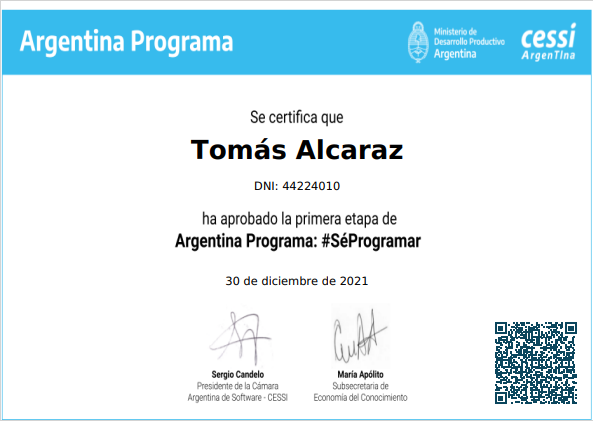 Argentina Programa
Ministerio de
Desarrollo Productivo
Argentina
cessi
ArgenTIna
Se certifica que
Tomás Alcaraz
DNI: 44224010
ha aprobado la primera etapa de
Argentina Programa: #SéProgramar
30 de diciembre de 2021
Sergio Candelo
Presidente de la Cámara
Argentina de Software - CESSI
María Apólito
Subsecretaria de
Economía del Conocimiento